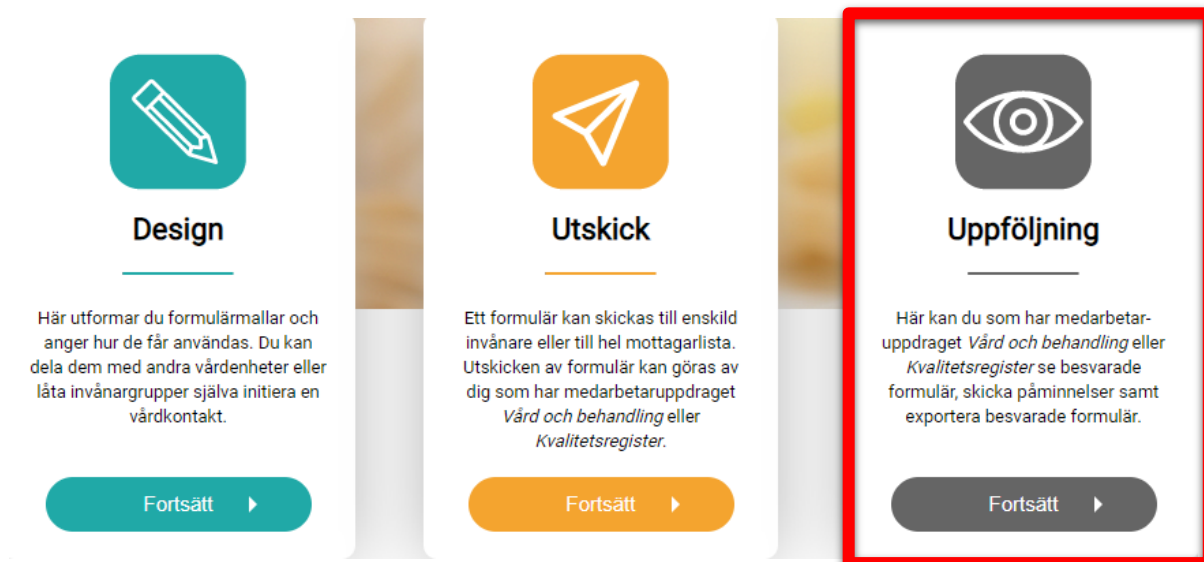 Design
Här utformar du formulärmallar och
anger hur de får användas. Du kan
dela dem med andra vårdenheter eller
låta invånargrupper själva initiera en
vårdkontakt.
Fortsätt
Utskick
Ett formulär kan skickas till enskild
invånare eller till hel mottagarlista.
Utskicken av formulär kan göras av
dig som har medarbetaruppdraget
Vård och behandling eller
Kvalitetsregister.
Fortsätt
Uppföljning
Här kan du som har medarbetar-
uppdraget Vård och behandling eller
Kvalitetsregister se besvarade
formulär, skicka påminnelser samt
exportera besvarade formulär.
Fortsätt